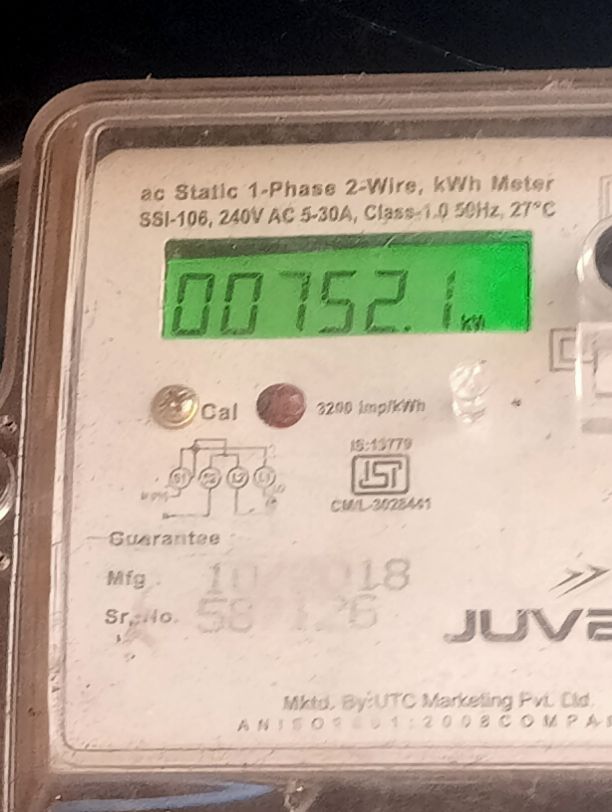 ac Static 1-Phase 2-Wire, kWh Meter
SSI-106, 240V AC 5-30A, Class-1.0 50Hz, 27°C
00752.1
Cal 3200 imp/kWh
IS:13779
CM/L-3028441
Guarantee
Mfg.
Sr. No.
Mktd. By:UTC Marketing Pvt. Ltd.